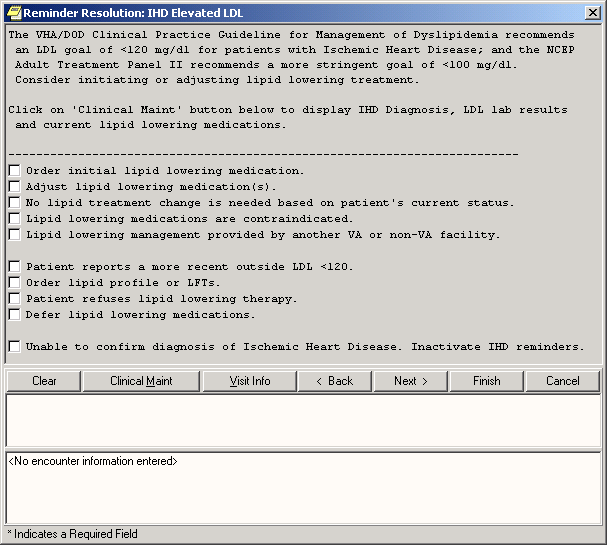 Reminder Resolution: IHD Elevated LDL
The VHA/DOD Clinical Practice Guideline for Management of Dyslipidemia recommends
an LDL goal of <120 mg/dl for patients with Ischemic Heart Disease; and the NCEP
Adult Treatment Panel II recommends a more stringent goal of <100 mg/dl.
Consider initiating or adjusting lipid lowering treatment.
Click on 'Clinical Maint' button below to display IHD Diagnosis, LDL lab results
and current lipid lowering medications.
--------------------------------------------------------------------------
Order initial lipid lowering medication.
Adjust lipid lowering medication(s).
No lipid treatment change is needed based on patient's current status.
Lipid lowering medications are contraindicated.
Lipid lowering management provided by another VA or non-VA facility.
Patient reports a more recent outside LDL <120.
Order lipid profile or LFTs.
Patient refuses lipid lowering therapy.
Defer lipid lowering medications.
Unable to confirm diagnosis of Ischemic Heart Disease. Inactivate IHD reminders.
Clear Clinical Maint Visit Info < Back Next > Finish Cancel
<No encounter information entered>
* Indicates a Required Field